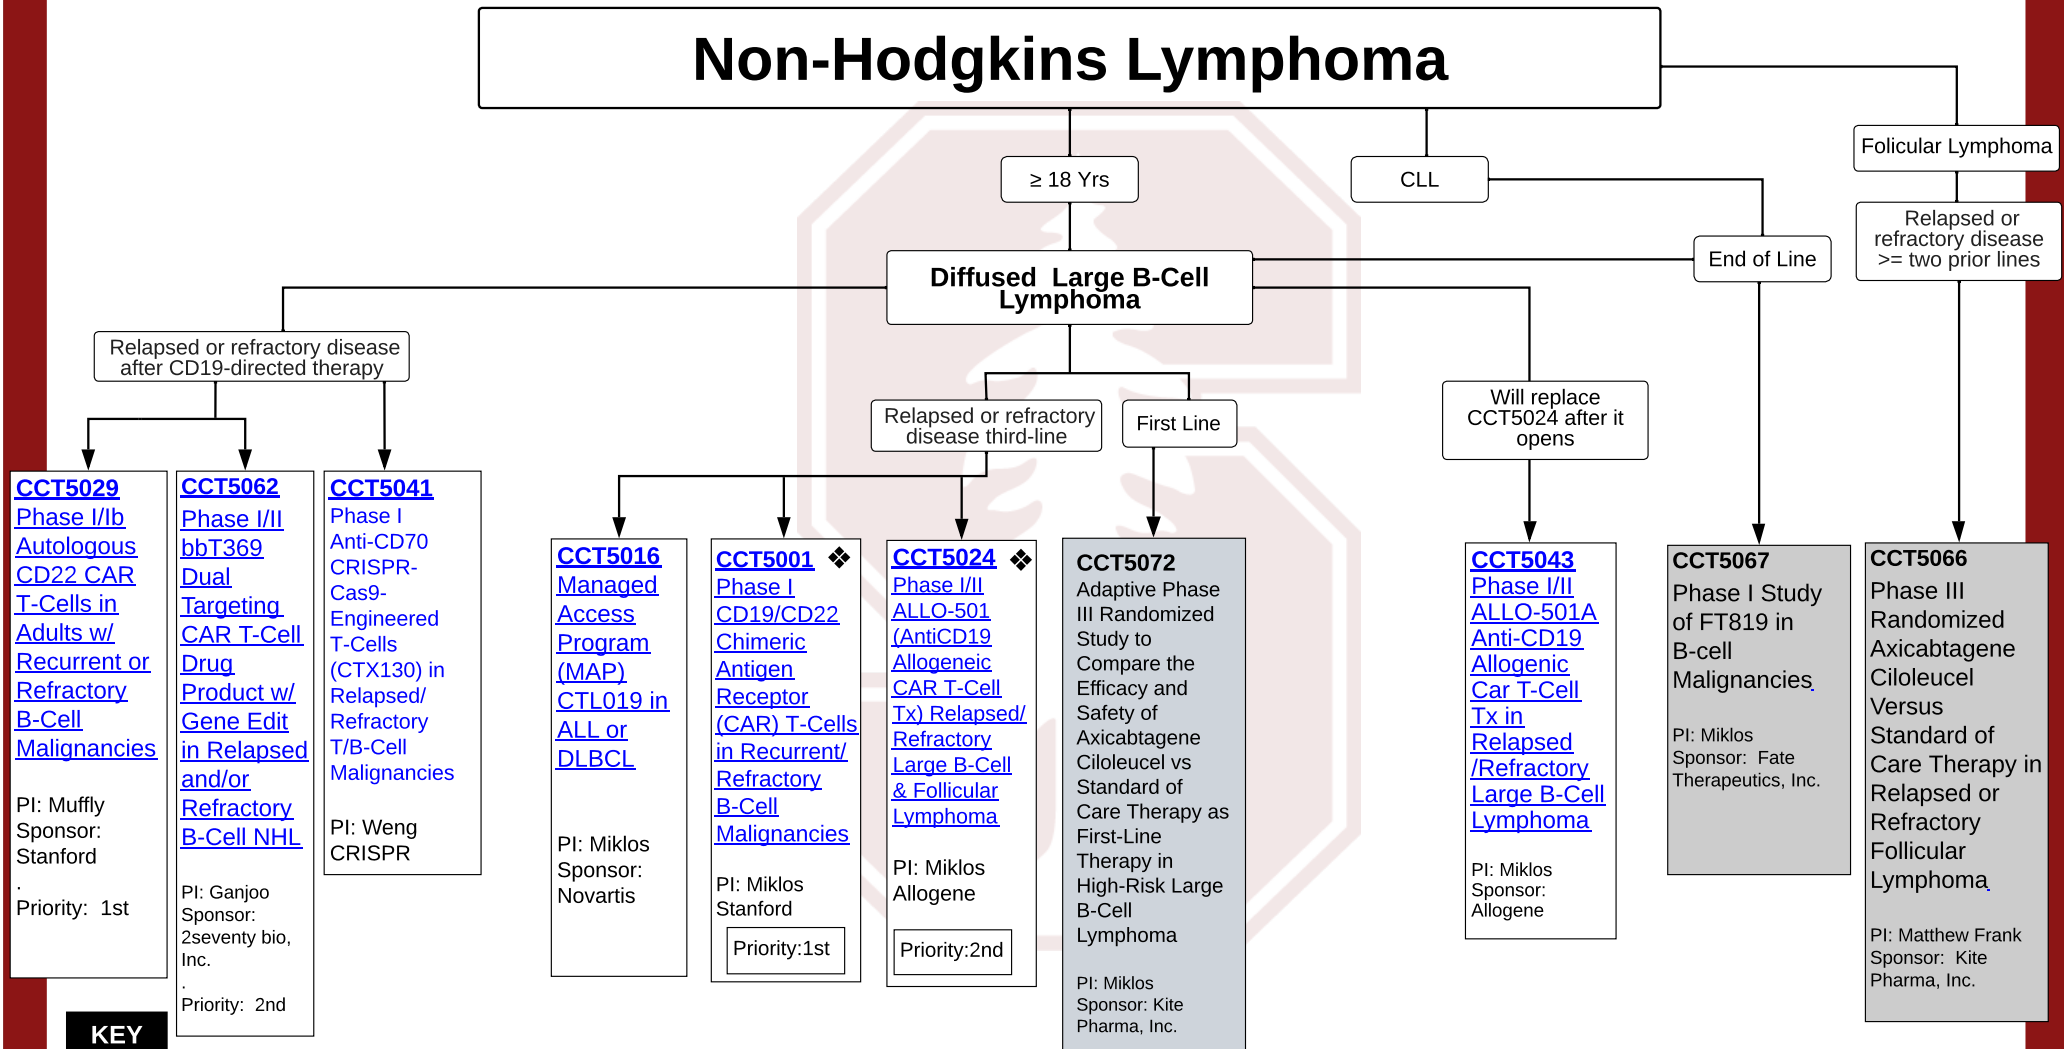 Non-Hodgkins Lymphoma
≥ 18 Yrs
CLL
Folicular Lymphoma
Relapsed or
refractory disease
>= two prior lines
End of Line
Diffused  Large B-Cell
Lymphoma
Relapsed or refractory disease
after CD19-directed therapy
Relapsed or refractory
disease third-line
First Line
Will replace
CCT5024 after it
opens
CCT5029
Phase I/Ib
Autologous
CD22 CAR
T-Cells in
Adults w/
Recurrent or
Refractory
B-Cell
Malignancies
PI: Muffly
Sponsor:
Stanford
.
Priority:  1st
CCT5062
Phase I/II
bbT369
Dual
Targeting
CAR T-Cell
Drug
Product w/
Gene Edit
in Relapsed
and/or
Refractory
B-Cell NHL
PI: Ganjoo
Sponsor:
2seventy bio,
Inc.
.
Priority:  2nd
CCT5041
Phase I
Anti-CD70
CRISPR-
Cas9-
Engineered
T-Cells
(CTX130) in
Relapsed/
Refractory
T/B-Cell
Malignancies
PI: Weng
CRISPR
CCT5016
Managed
Access
Program
(MAP)
CTL019 in
ALL or
DLBCL
PI: Miklos
Sponsor:
Novartis
CCT5001 ❖
Phase I
CD19/CD22
Chimeric
Antigen
Receptor
(CAR) T-Cells
in Recurrent/
Refractory
B-Cell
Malignancies
PI: Miklos
Stanford
Priority:1st
CCT5024 ❖
Phase I/II
ALLO-501
(AntiCD19
Allogeneic
CAR T-Cell
Tx) Relapsed/
Refractory
Large B-Cell
& Follicular
Lymphoma
PI: Miklos
Allogene
Priority:2nd
CCT5072
Adaptive Phase
III Randomized
Study to
Compare the
Efficacy and
Safety of
Axicabtagene
Ciloleucel vs
Standard of
Care Therapy as
First-Line
Therapy in
High-Risk Large
B-Cell
Lymphoma
PI: Miklos
Sponsor: Kite
Pharma, Inc.
CCT5043
Phase I/II
ALLO-501A
Anti-CD19
Allogenic
Car T-Cell
Tx in
Relapsed
/Refractory
Large B-Cell
Lymphoma
PI: Miklos
Sponsor:
Allogene
CCT5067
Phase I Study
of FT819 in
B-cell
Malignancies
PI: Miklos
Sponsor:  Fate
Therapeutics, Inc.
CCT5066
Phase III
Randomized
Axicabtagene
Ciloleucel
Versus
Standard of
Care Therapy in
Relapsed or
Refractory
Follicular
Lymphoma
PI: Matthew Frank
Sponsor:  Kite
Pharma, Inc.
KEY